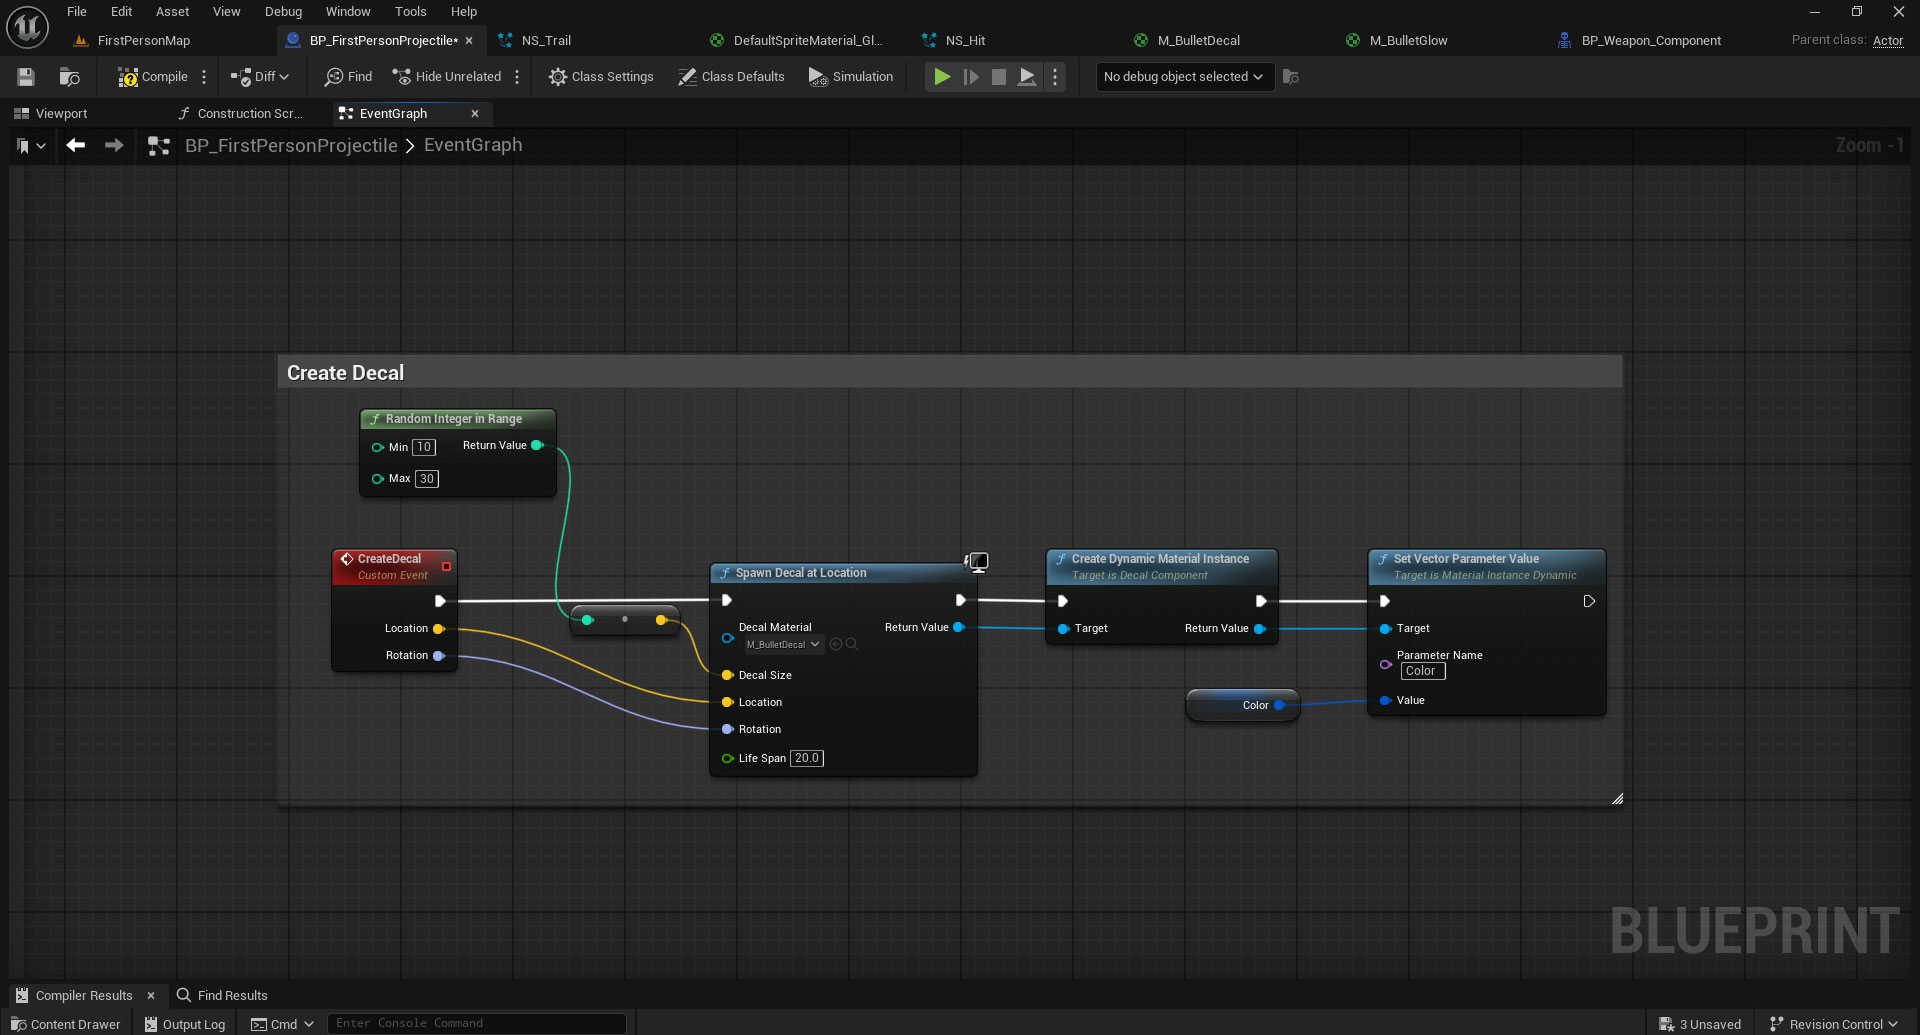 File Edit Asset View Debug Window Tools Help
FirstPersonMap BP_FirstPersonProjectile* NS_Trail DefaultSpriteMaterial_Gl... NS_Hit M_BulletDecal M_BulletGlow BP_Weapon_Component Parent class: Actor
Compile Diff Find Hide Unrelated Class Settings Class Defaults Simulation No debug object selected
Viewport Construction Scr... EventGraph
BP_FirstPersonProjectile > EventGraph Zoom -1
Create Decal
Random Integer in Range
Min 10 Return Value
Max 30
CreateDecal
Custom Event
Location
Rotation
Spawn Decal at Location
Decal Material
M_BulletDecal
Return Value
Decal Size
Location
Rotation
Life Span 20.0
Create Dynamic Material Instance
Target is Decal Component
Target Return Value
Color
Set Vector Parameter Value
Target is Material Instance Dynamic
Target
Parameter Name
Color
Value
BLUEPRINT
Compiler Results Find Results
Content Drawer Output Log Cmd Enter Console Command 3 Unsaved Revision Control